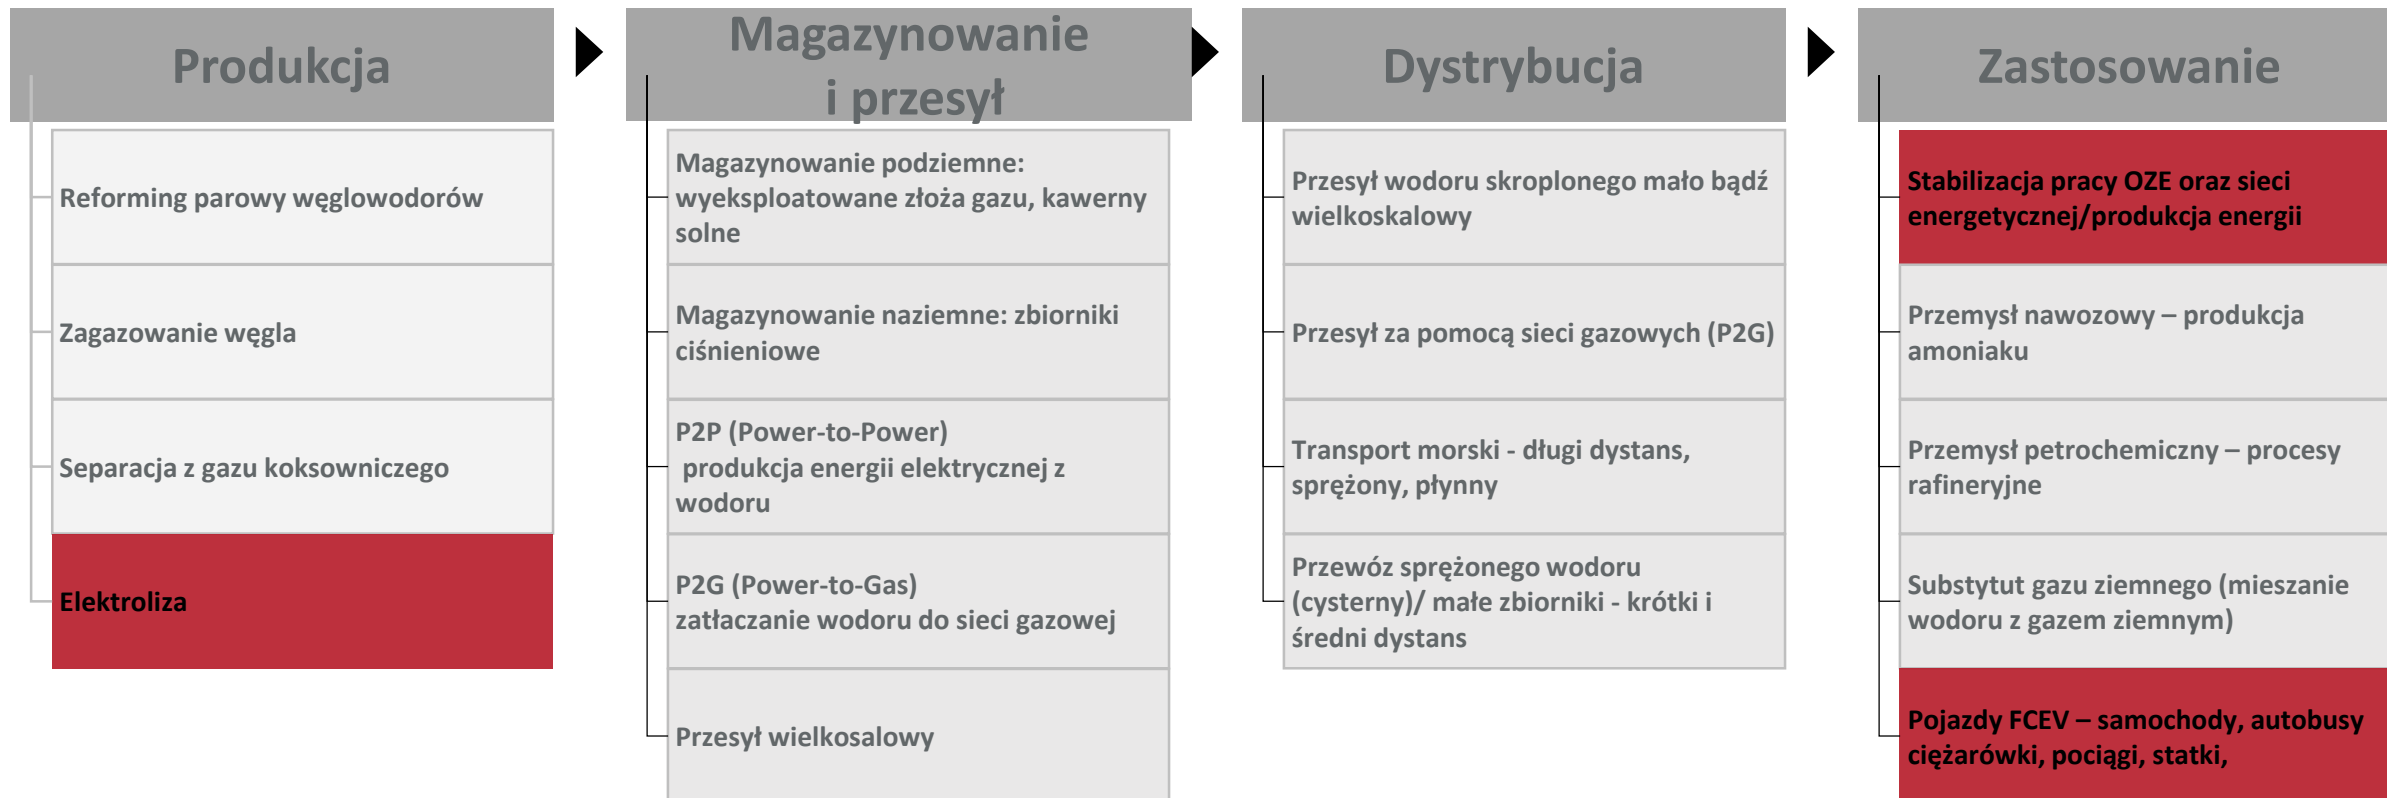 Produkcja
Reforming parowy węglowodorów
Zagazowanie węgla
Separacja z gazu koksowniczego
Elektroliza
Magazynowanie
i przesył
Magazynowanie podziemne:
wyeksploatowane złoża gazu, kawerny
solne
Magazynowanie naziemne: zbiorniki
ciśnieniowe
P2P (Power-to-Power)
produkcja energii elektrycznej z
wodoru
P2G (Power-to-Gas)
zatłaczanie wodoru do sieci gazowej
Przesył wielkosalowy
Dystrybucja
Przesył wodoru skroplonego mało bądź
wielkoskalowy
Przesył za pomocą sieci gazowych (P2G)
Transport morski - długi dystans,
sprężony, płynny
Przewóz sprężonego wodoru
(cysterny)/ małe zbiorniki - krótki i
średni dystans
Zastosowanie
Stabilizacja pracy OZE oraz sieci
energetycznej/produkcja energii
Przemysł nawozowy – produkcja
amoniaku
Przemysł petrochemiczny – procesy
rafineryjne
Substytut gazu ziemnego (mieszanie
wodoru z gazem ziemnym)
Pojazdy FCEV – samochody, autobusy
ciężarówki, pociągi, statki,